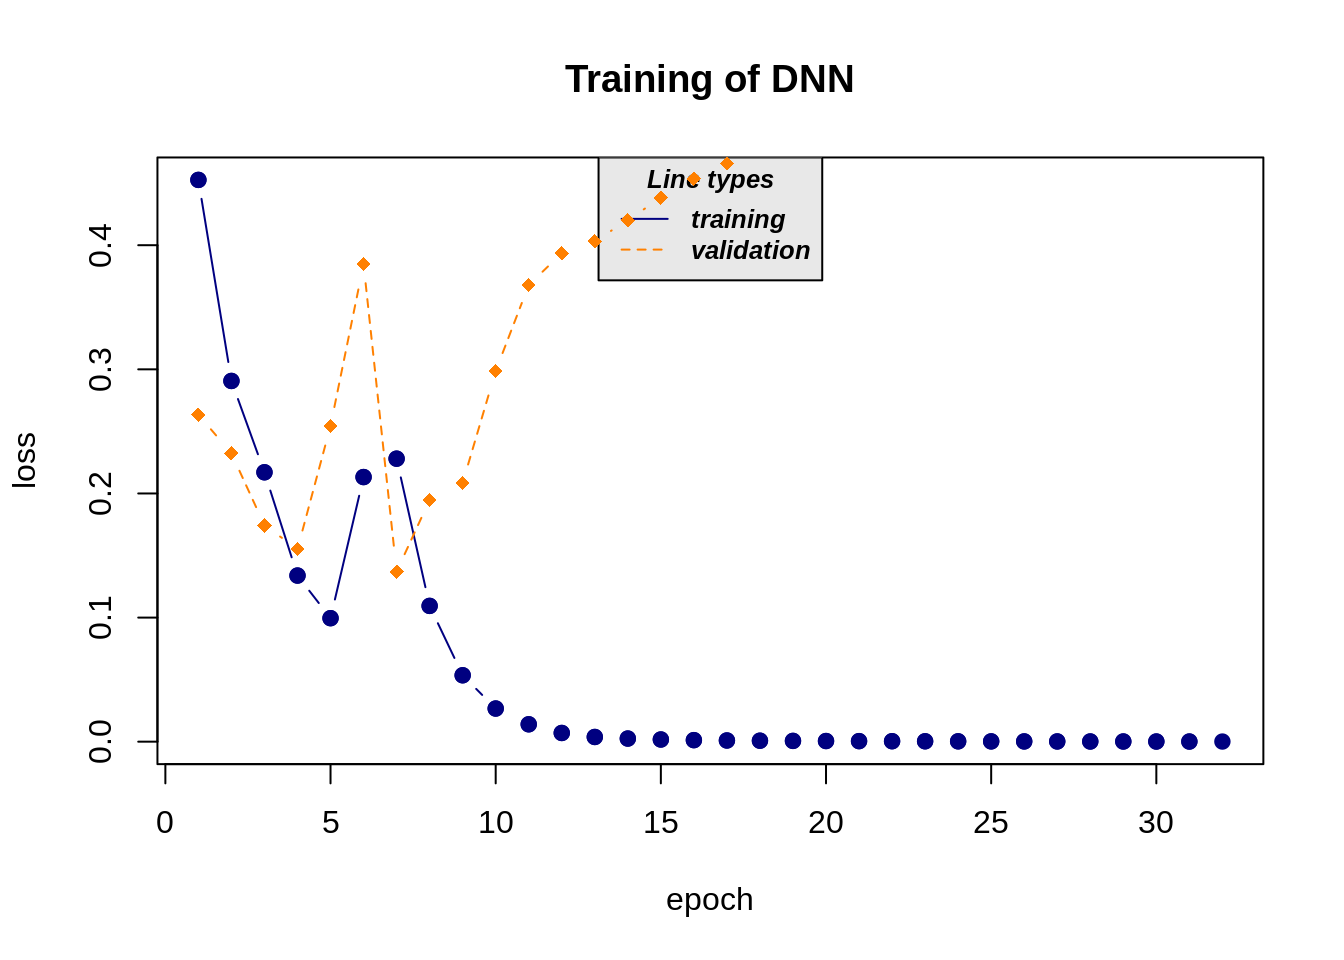 Training of DNN
Line types
training
validation
loss
0.4
0.3
0.2
0.1
0.0
0 5 10 15 20 25 30
epoch